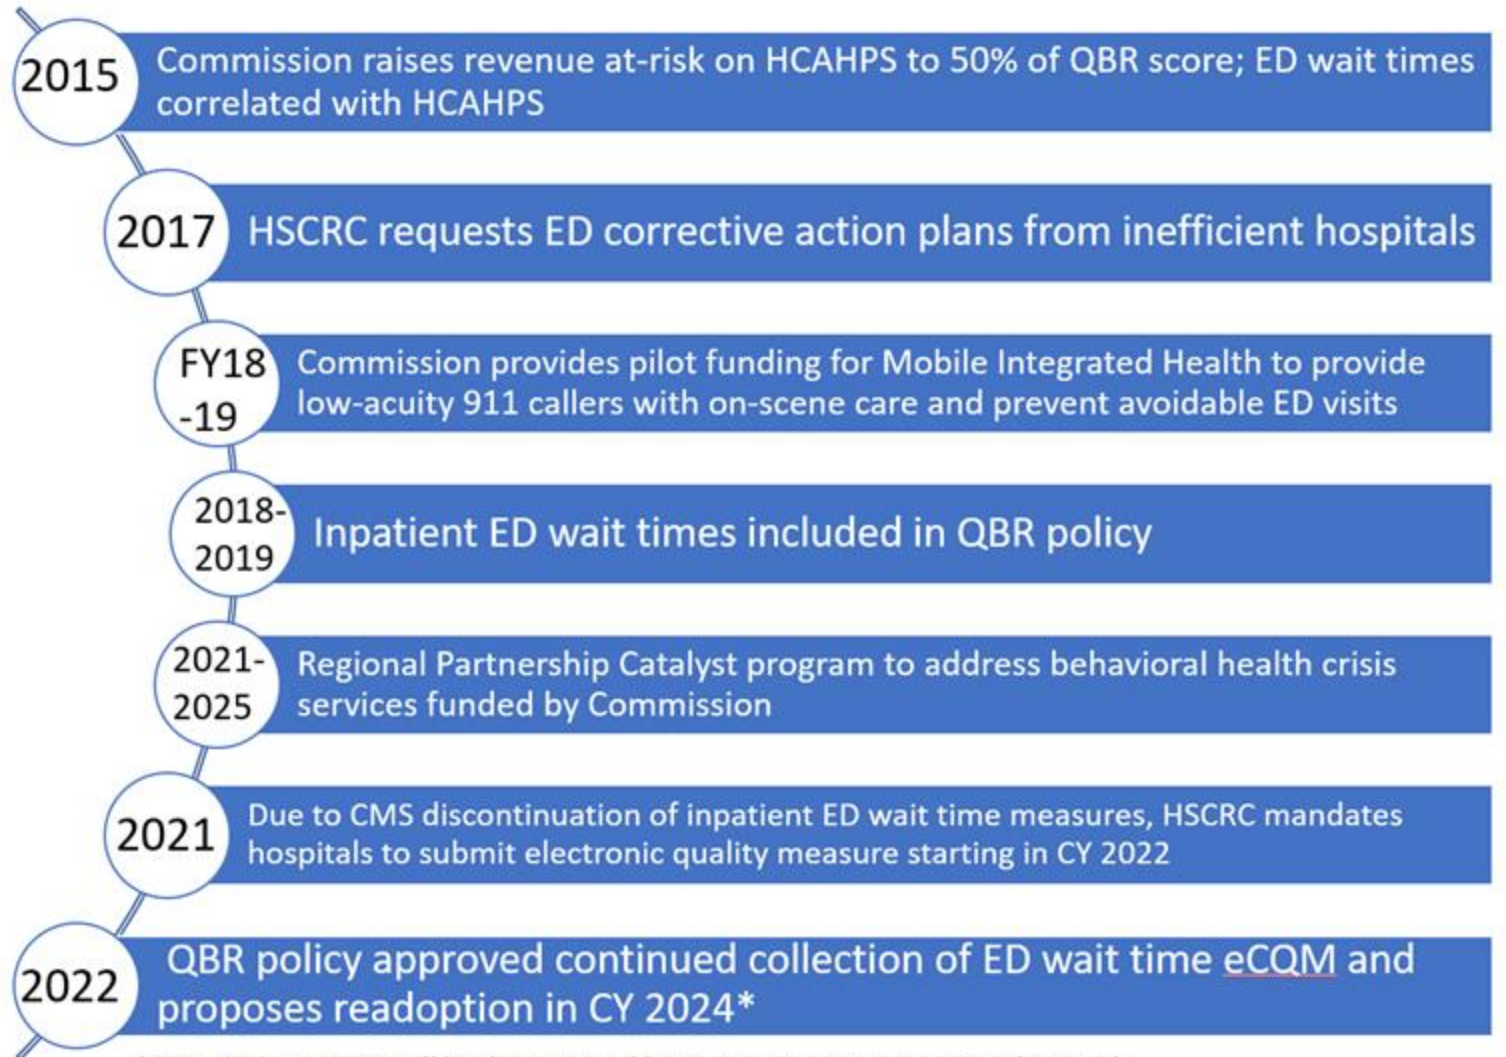 2015
Commission raises revenue at-risk on HCAHPS to 50% of QBR score; ED wait times
correlated with HCAHPS
2017
HSCRC requests ED corrective action plans from inefficient hospitals
FY18
-19
Commission provides pilot funding for Mobile Integrated Health to provide
low-acuity 911 callers with on-scene care and prevent avoidable ED visits
2018-
2019
Inpatient ED wait times included in QBR policy
2021-
2025
Regional Partnership Catalyst program to address behavioral health crisis
services funded by Commission
2021
Due to CMS discontinuation of inpatient ED wait time measures, HSCRC mandates
hospitals to submit electronic quality measure starting in CY 2022
2022
QBR policy approved continued collection of ED wait time eCQM and
proposes readoption in CY 2024*